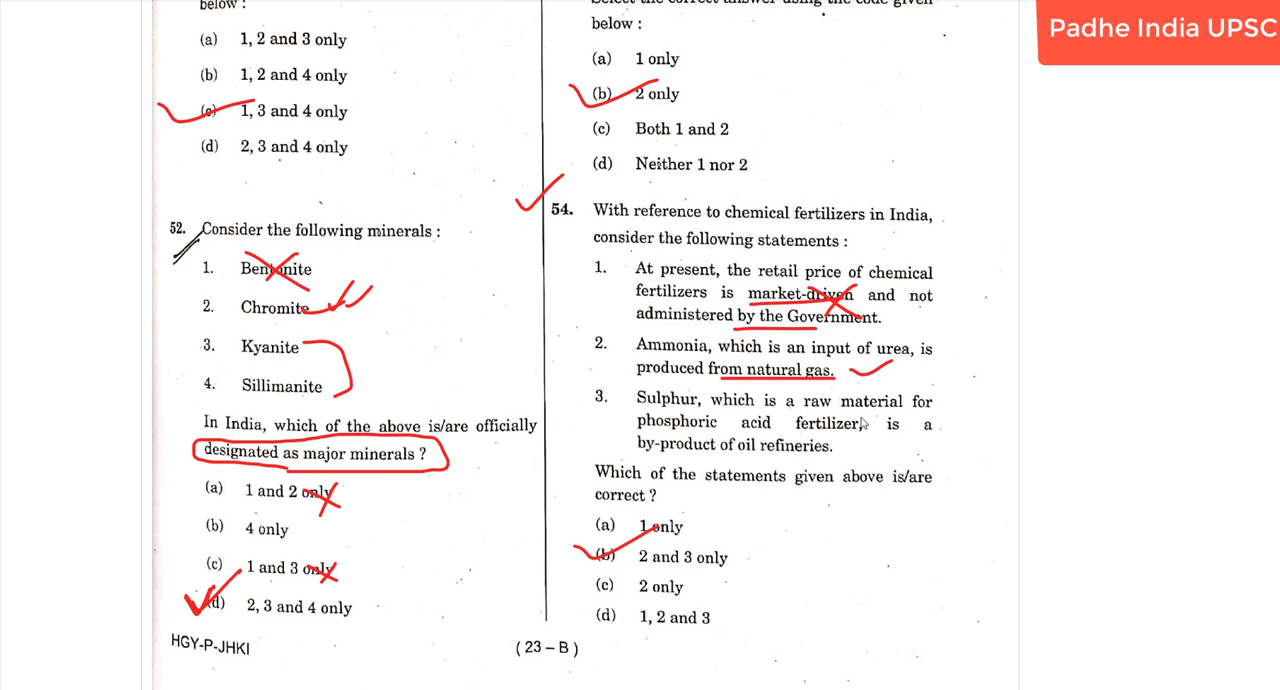 below :
(a) 1, 2 and 3 only
(b) 1, 2 and 4 only
(c) 1, 3 and 4 only
(d) 2, 3 and 4 only
52. Consider the following minerals :
1. Bentonite
2. Chromite
3. Kyanite
4. Sillimanite
In India, which of the above is/are officially
designated as major minerals ?
(a) 1 and 2 only
(b) 4 only
(c) 1 and 3 only
(d) 2, 3 and 4 only
HGY-P-JHKI
( 23 – B )
Select the correct answer using the code given
below :
(a) 1 only
(b) 2 only
(c) Both 1 and 2
(d) Neither 1 nor 2
54. With reference to chemical fertilizers in India,
consider the following statements :
1. At present, the retail price of chemical
fertilizers is market-driven and not
administered by the Government.
2. Ammonia, which is an input of urea, is
produced from natural gas.
3. Sulphur, which is a raw material for
phosphoric acid fertilizer, is a
by-product of oil refineries.
Which of the statements given above is/are
correct ?
(a) 1 only
(b) 2 and 3 only
(c) 2 only
(d) 1, 2 and 3
Padhe India UPSC